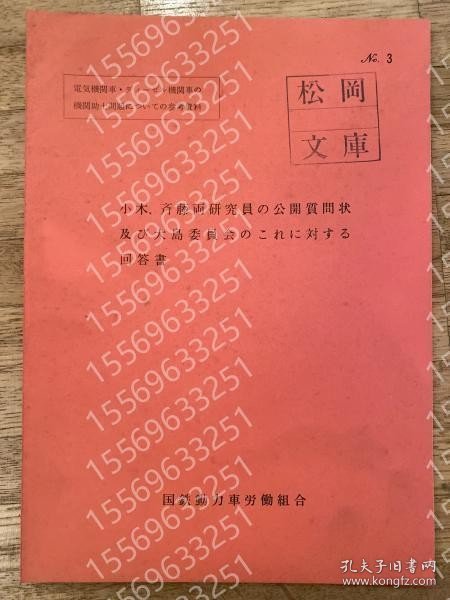 No. 3
電気機関車・ディーゼル機関車の
機関助士問題についての参考資料
松岡
文庫
小木、斉藤両研究員の公開質問状
及び大島委員会のこれに対する
回答書
国鉄動力車労働組合
15569633251
孔夫子旧书网
www.kongfz.com